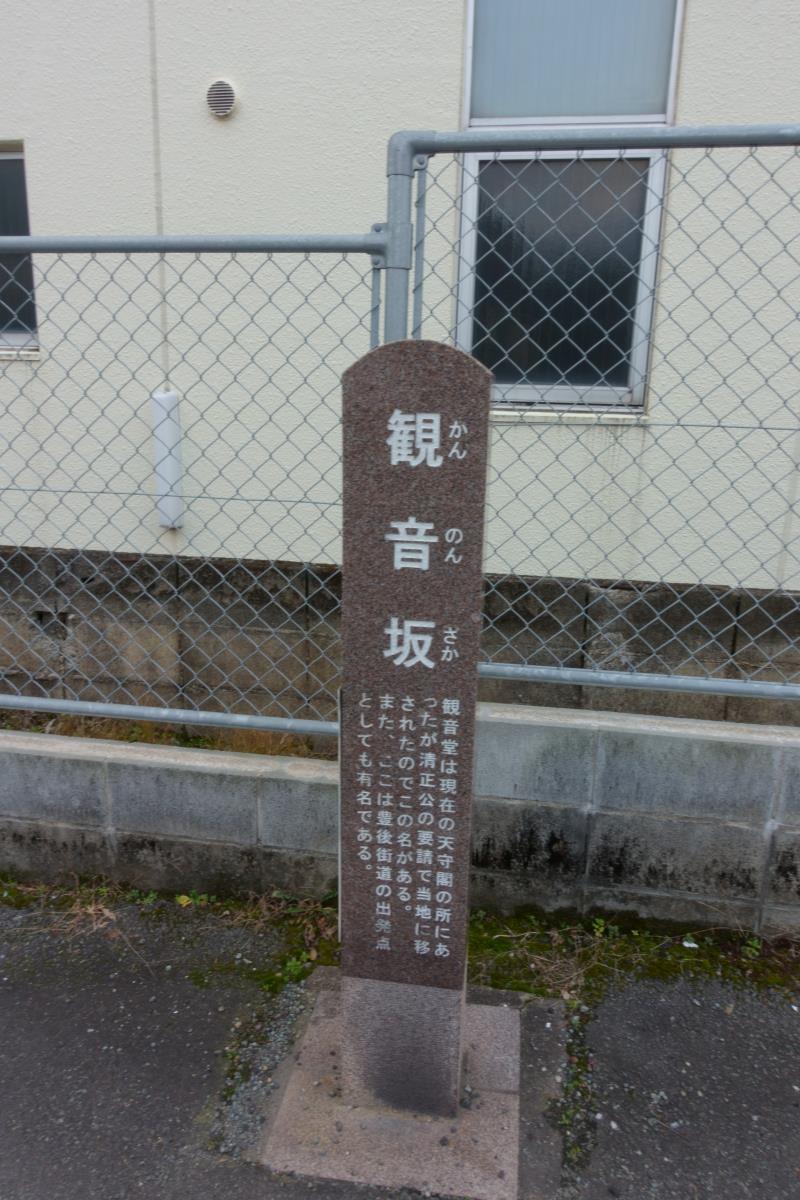 観音坂
かんのんさか
観音堂は現在の天守閣の所にあ
ったが清正公の要請で当地に移
されたのでこの名がある。
また、ここは豊後街道の出発点
としても有名である。